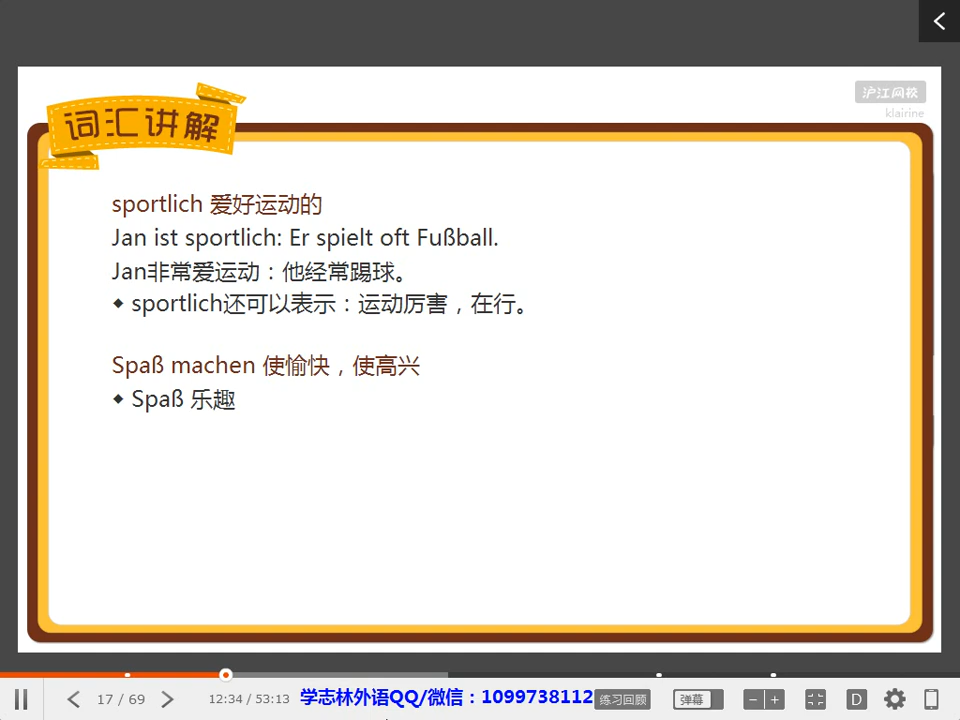 词汇讲解
沪江网校
klairine
sportlich 爱好运动的
Jan ist sportlich: Er spielt oft Fußball.
Jan非常爱运动：他经常踢球。
◆ sportlich还可以表示：运动厉害，在行。
Spaß machen 使愉快，使高兴
◆ Spaß 乐趣
17 / 69
12:34 / 53:13
学志林外语QQ/微信：1099738112
练习回顾
弹幕
D